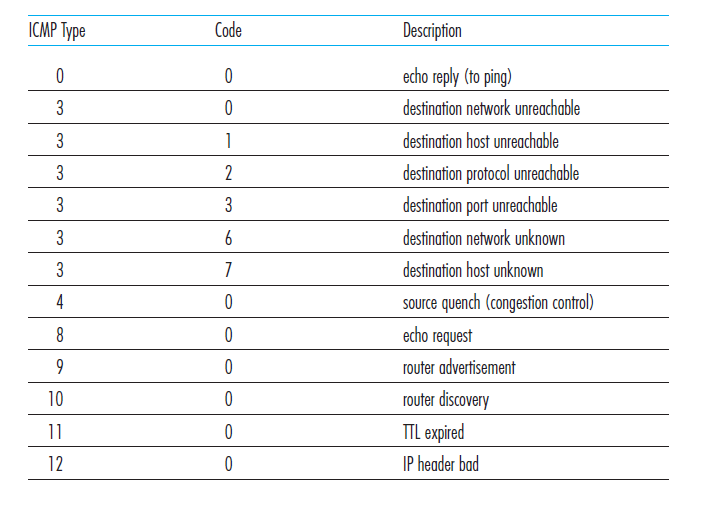 ICMP Type Code Description
0 0 echo reply (to ping)
3 0 destination network unreachable
3 1 destination host unreachable
3 2 destination protocol unreachable
3 3 destination port unreachable
3 6 destination network unknown
3 7 destination host unknown
4 0 source quench (congestion control)
8 0 echo request
9 0 router advertisement
10 0 router discovery
11 0 TTL expired
12 0 IP header bad